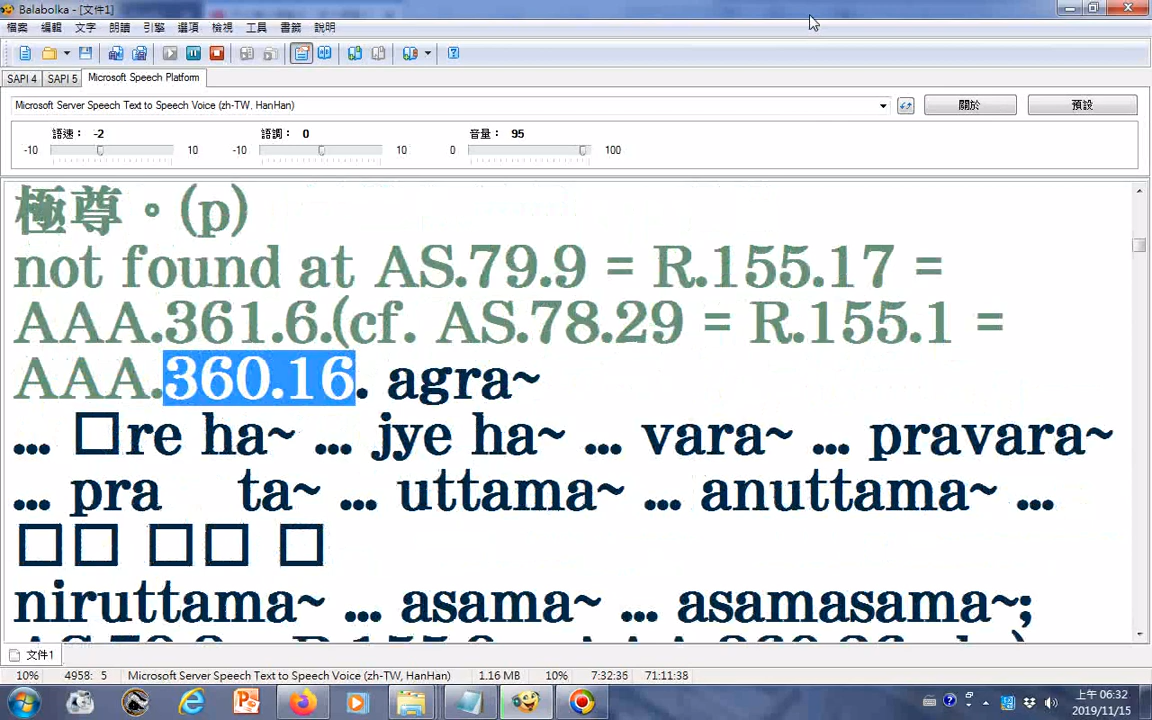 Balabolka - [文件1]
檔案 編輯 文字 朗讀 引擎 選項 檢視 工具 書籤 說明
SAPI 4 SAPI 5 Microsoft Speech Platform
Microsoft Server Speech Text to Speech Voice (zh-TW, HanHan) 關於 預設
語速： -2 語調： 0 音量： 95
-10 10 -10 10 0 100
極尊。(p)
not found at AS.79.9 = R.155.17 =
AAA.361.6.(cf. AS.78.29 = R.155.1 =
AAA.360.16. agra~
... □re ha~ ... jye ha~ ... vara~ ... pravara~
... pra ta~ ... uttama~ ... anuttama~ ...
□□ □□ □
niruttama~ ... asama~ ... asamasama~;
文件1
10% 4958: 5 Microsoft Server Speech Text to Speech Voice (zh-TW, HanHan) 1.16 MB 10% 7:32:36 71:11:38
上午 06:32
2019/11/15